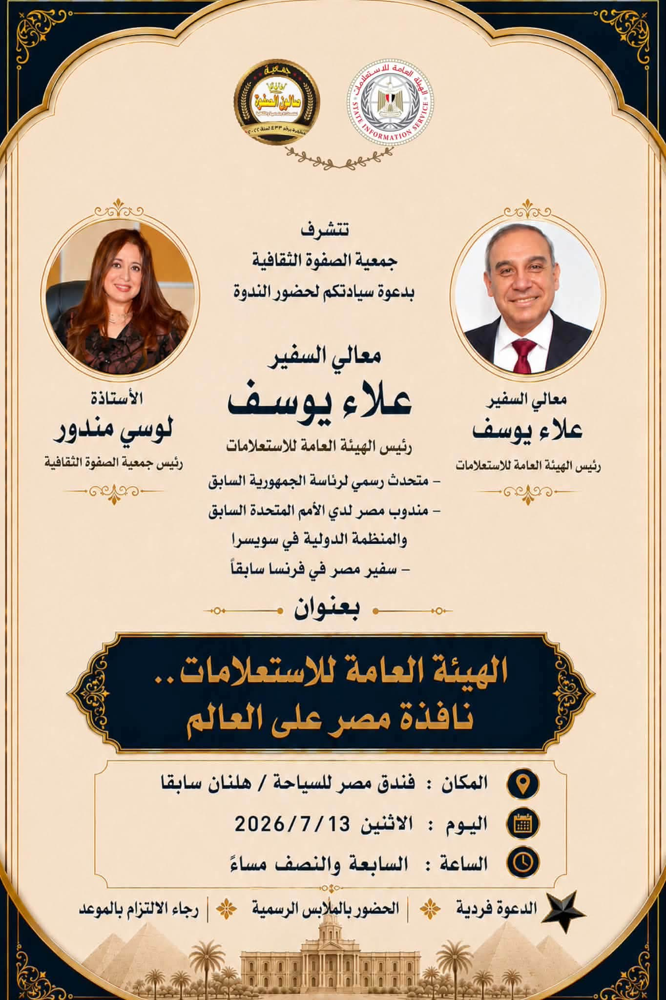 جمعية
صالون الصفوة
مشهرة برقم ٤٣٣ لسنة ٢٠٢٢
الهيئة العامة للاستعلامات
STATE INFORMATION SERVICE
تتشرف
جمعية الصفوة الثقافية
بدعوة سيادتكم لحضور الندوة
معالي السفير
علاء يوسف
رئيس الهيئة العامة للاستعلامات
الأستاذة
لوسي مندور
رئيس جمعية الصفوة الثقافية
معالي السفير
علاء يوسف
رئيس الهيئة العامة للاستعلامات
– متحدث رسمي لرئاسة الجمهورية السابق
– مندوب مصر لدي الأمم المتحدة السابق
والمنظمة الدولية في سويسرا
– سفير مصر في فرنسا سابقاً
بعنوان
الهيئة العامة للاستعلامات..
نافذة مصر على العالم
المكان : فندق مصر للسياحة / هلنان سابقا
اليوم : الاثنين 2026/7/13
الساعة : السابعة والنصف مساءً
الدعوة فردية | الحضور بالملابس الرسمية | رجاء الالتزام بالموعد